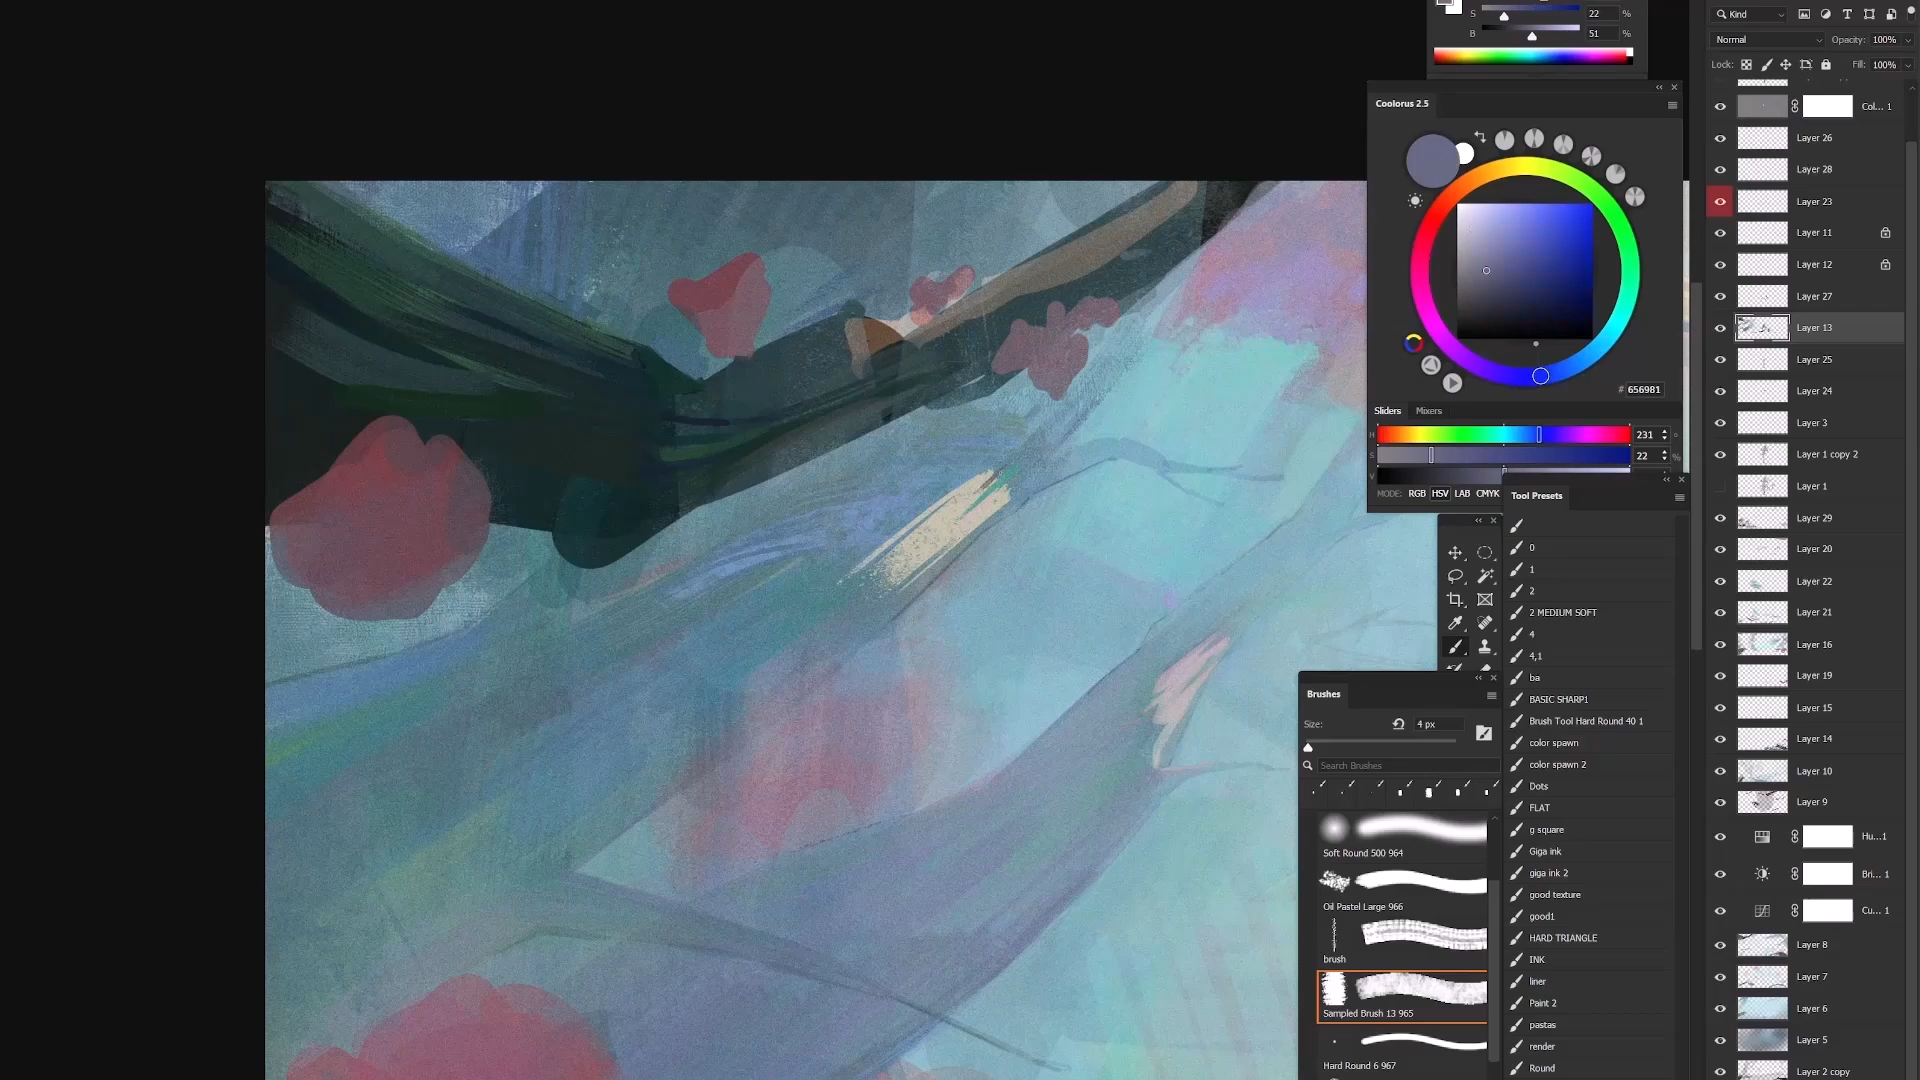 S 22 %
B 51 %
Kind
Normal Opacity: 100%
Lock: Fill: 100%
Col... 1
Layer 26
Layer 28
Layer 23
Layer 11
Layer 12
Layer 27
Layer 13
Layer 25
Layer 24
Layer 3
Layer 1 copy 2
Layer 1
Layer 29
Layer 20
Layer 22
Layer 21
Layer 16
Layer 19
Layer 15
Layer 14
Layer 10
Layer 9
Hu...1
Bri... 1
Cu... 1
Layer 8
Layer 7
Layer 6
Layer 5
Layer 2 copy
Coolorus 2.5
# 656981
Sliders Mixers
H 231 °
S 22 %
V
MODE: RGB HSV LAB CMYK
Tool Presets
0
1
2
2 MEDIUM SOFT
4
4,1
ba
BASIC SHARP1
Brush Tool Hard Round 40 1
color spawn
color spawn 2
Dots
FLAT
g square
Giga ink
giga ink 2
good texture
good1
HARD TRIANGLE
INK
liner
Paint 2
pastas
render
Round
Brushes
Size: 4 px
Search Brushes
Soft Round 500 964
Oil Pastel Large 966
brush
Sampled Brush 13 965
Hard Round 6 967